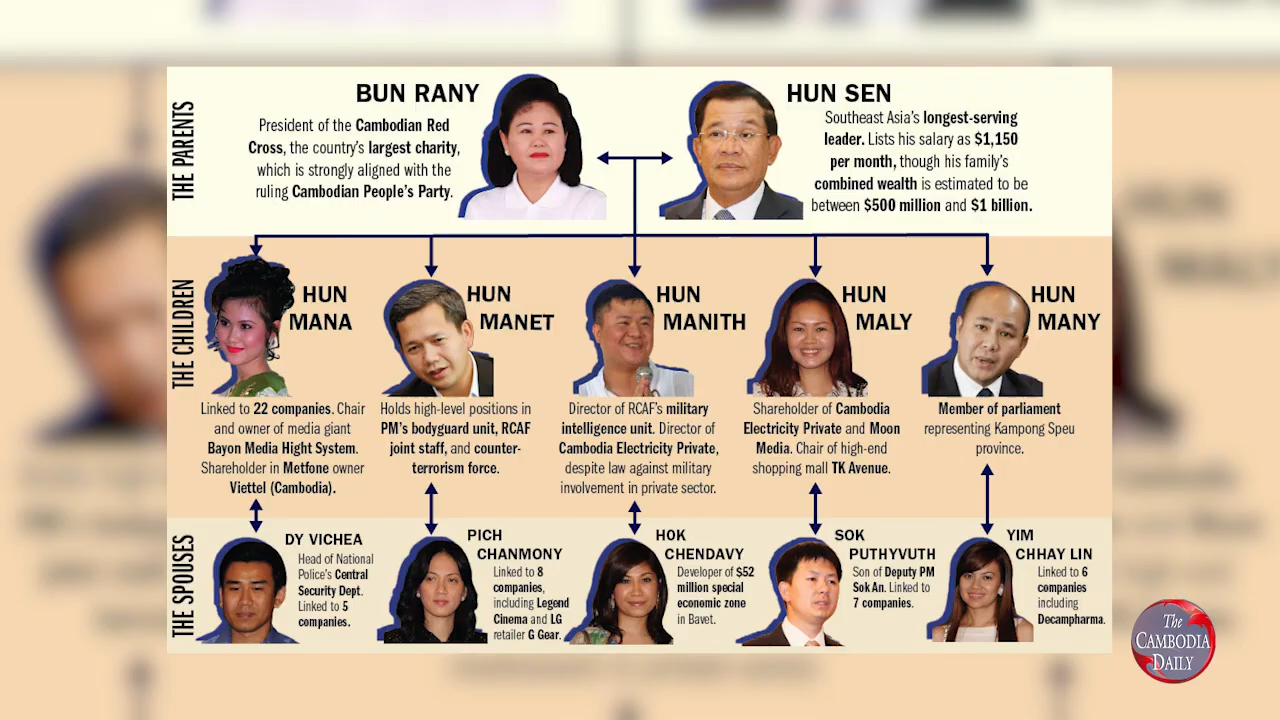 THE PARENTS
BUN RANY
President of the Cambodian Red
Cross, the country's largest charity,
which is strongly aligned with the
ruling Cambodian People's Party.
HUN SEN
Southeast Asia's longest-serving
leader. Lists his salary as $1,150
per month, though his family's
combined wealth is estimated to be
between $500 million and $1 billion.
THE CHILDREN
HUN
MANA
Linked to 22 companies. Chair
and owner of media giant
Bayon Media Hight System.
Shareholder in Metfone owner
Viettel (Cambodia).
HUN
MANET
Holds high-level positions in
PM's bodyguard unit, RCAF
joint staff, and counter-
terrorism force.
HUN
MANITH
Director of RCAF's military
intelligence unit. Director of
Cambodia Electricity Private,
despite law against military
involvement in private sector.
HUN
MALY
Shareholder of Cambodia
Electricity Private and Moon
Media. Chair of high-end
shopping mall TK Avenue.
HUN
MANY
Member of parliament
representing Kampong Speu
province.
THE SPOUSES
DY VICHEA
Head of National
Police's Central
Security Dept.
Linked to 5
companies.
PICH
CHANMONY
Linked to 8
companies,
including Legend
Cinema and LG
retailer G Gear.
HOK
CHENDAVY
Developer of $52
million special
economic zone
in Bavet.
SOK
PUTHYVUTH
Son of Deputy PM
Sok An. Linked to
7 companies.
YIM
CHHAY LIN
Linked to 6
companies
including
Decampharma.
The
CAMBODIA
DAILY
HUN
MALY